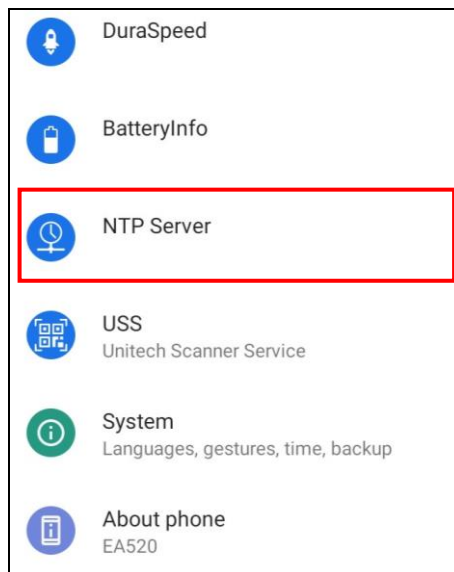 DuraSpeed
BatteryInfo
NTP Server
USS
Unitech Scanner Service
System
Languages, gestures, time, backup
About phone
EA520